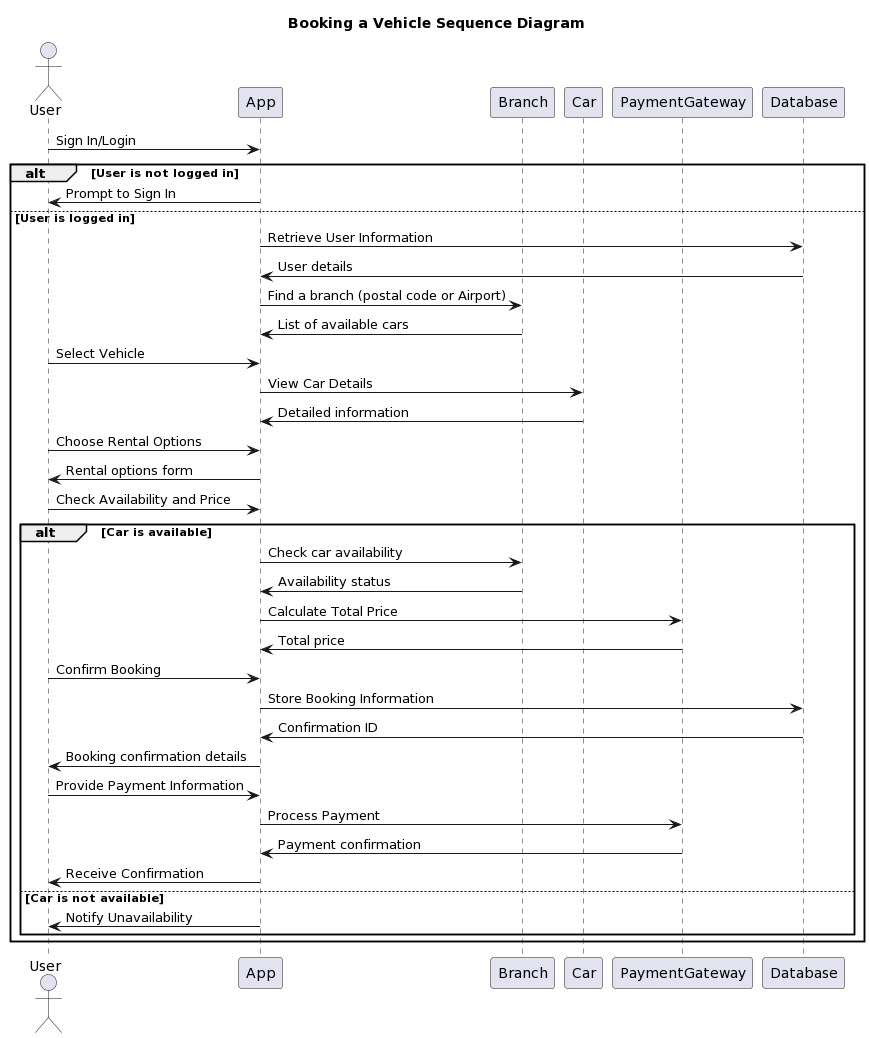 Booking a Vehicle Sequence Diagram
User
App
Branch
Car
PaymentGateway
Database
Sign In/Login
alt [User is not logged in]
Prompt to Sign In
[User is logged in]
Retrieve User Information
User details
Find a branch (postal code or Airport)
List of available cars
Select Vehicle
View Car Details
Detailed information
Choose Rental Options
Rental options form
Check Availability and Price
alt [Car is available]
Check car availability
Availability status
Calculate Total Price
Total price
Confirm Booking
Store Booking Information
Confirmation ID
Booking confirmation details
Provide Payment Information
Process Payment
Payment confirmation
Receive Confirmation
[Car is not available]
Notify Unavailability
User
App
Branch
Car
PaymentGateway
Database